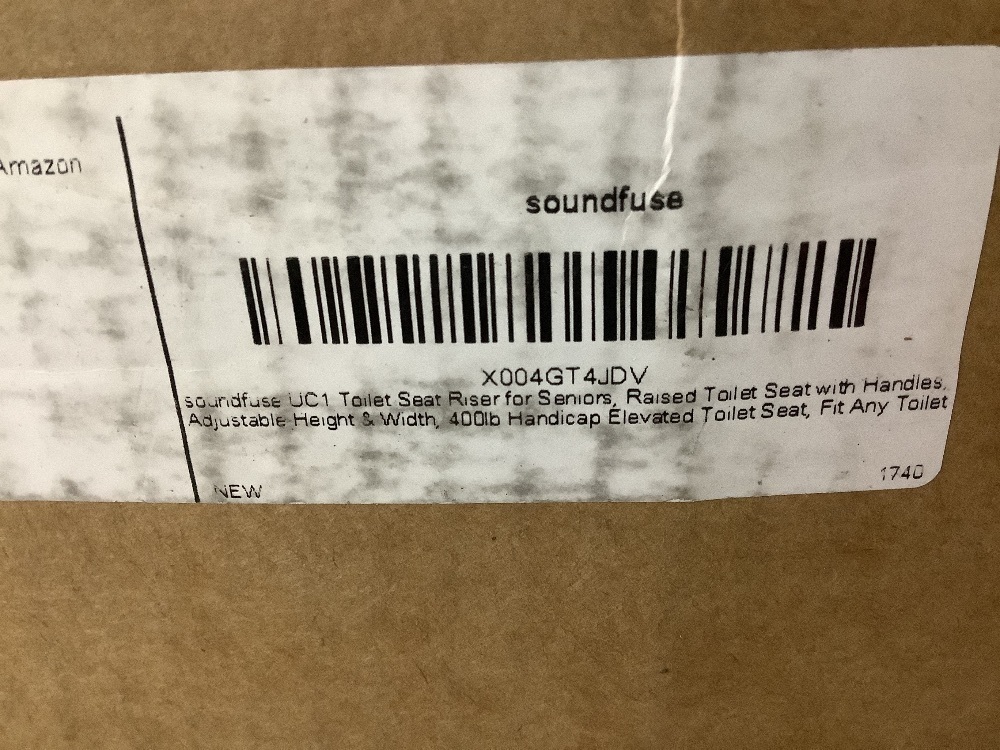 Amazon
soundfuse
X004GT4JDV
soundfuse UC1 Toilet Seat Riser for Seniors, Raised Toilet Seat with Handles,
Adjustable Height & Width, 400lb Handicap Elevated Toilet Seat, Fit Any Toilet
NEW
1740